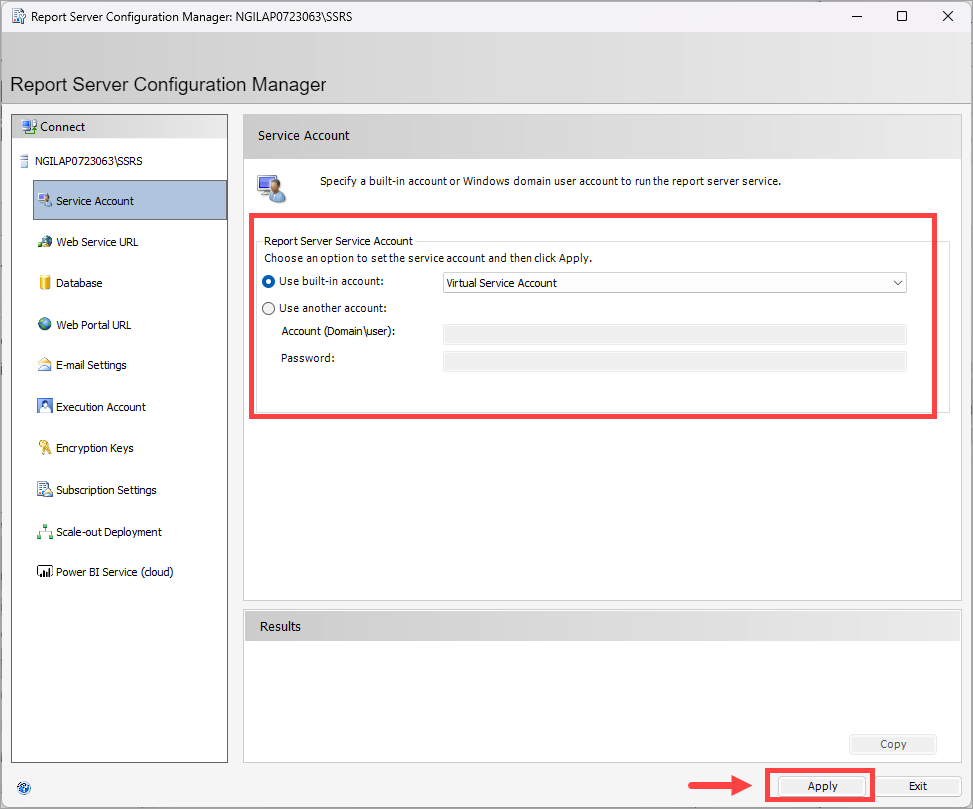 Report Server Configuration Manager: NGILAP0723063\SSRS
Report Server Configuration Manager
Connect
NGILAP0723063\SSRS
Service Account
Web Service URL
Database
Web Portal URL
E-mail Settings
Execution Account
Encryption Keys
Subscription Settings
Scale-out Deployment
Power BI Service (cloud)
Service Account
Specify a built-in account or Windows domain user account to run the report server service.
Report Server Service Account
Choose an option to set the service account and then click Apply.
Use built-in account:
Virtual Service Account
Use another account:
Account (Domain\user):
Password:
Results
Copy
Apply
Exit